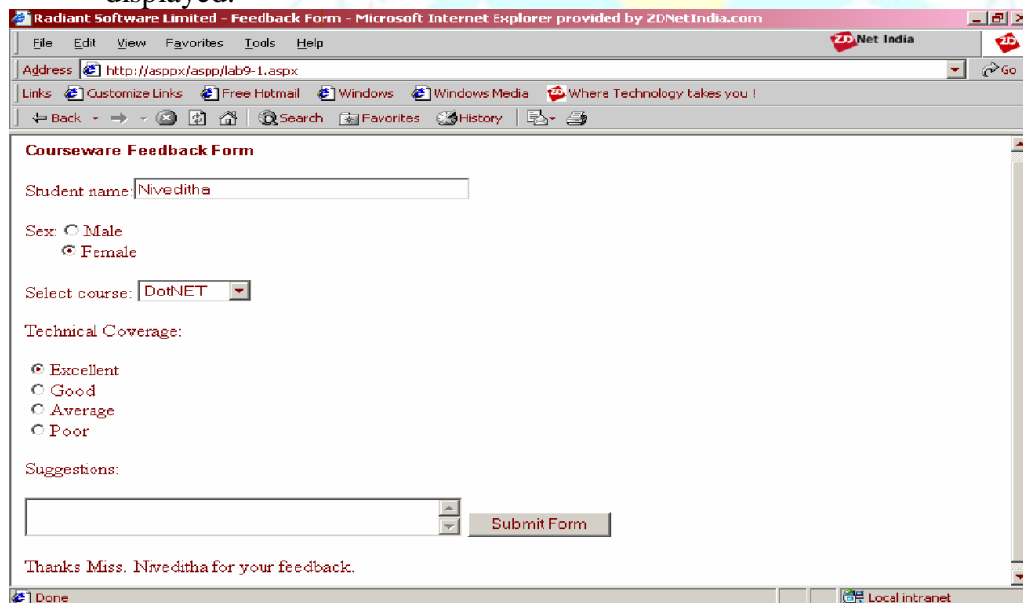 displayed.
Radiant Software Limited - Feedback Form - Microsoft Internet Explorer provided by ZDNetIndia.com
File Edit View Favorites Tools Help ZDNet India ZD
Address http://asppx/aspp/lab9-1.aspx Go
Links Customize Links Free Hotmail Windows Windows Media Where Technology takes you !
Back Search Favorites History
Courseware Feedback Form
Student name: Niveditha
Sex: Male
Female
Select course: DotNET
Technical Coverage:
Excellent
Good
Average
Poor
Suggestions:
Submit Form
Thanks Miss. Niveditha for your feedback.
Done Local intranet